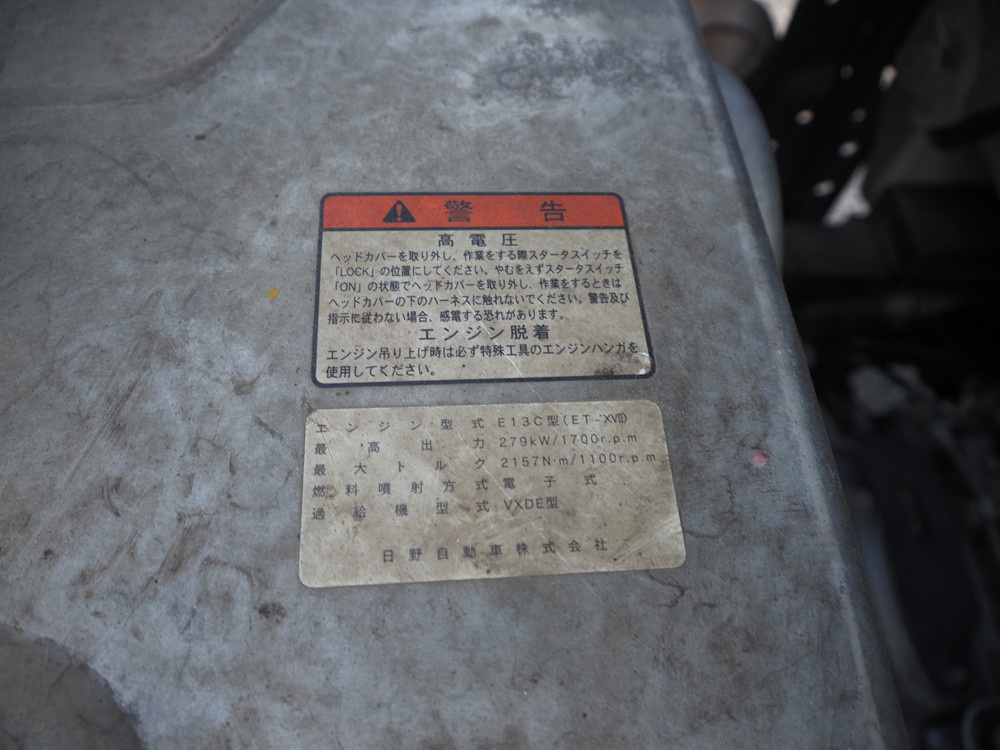 警告
高電圧
ヘッドカバーを取り外し、作業をする際スタータスイッチを
「LOCK」の位置にしてください。やむをえずスタータスイッチ
「ON」の状態でヘッドカバーを取り外し、作業をするときは
ヘッドカバーの下のハーネスに触れないでください。警告及び
指示に従わない場合、感電する恐れがあります。
エンジン脱着
エンジン吊り上げ時は必ず特殊工具のエンジンハンガを
使用してください。
エンジン型式 E13C型(ET-ⅩⅦ)
最高出力 279kW/1700r.p.m
最大トルク 2157N·m/1100r.p.m
燃料噴射方式 電子式
過給機型式 VXDE型
日野自動車株式会社